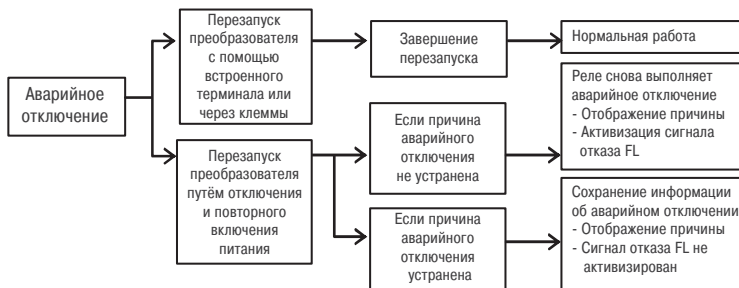 Аварийное
отключение
Перезапуск
преобразователя
с помощью
встроенного
терминала или
через клеммы
Завершение
перезапуска
Нормальная работа
Перезапуск
преобразователя
путём отключения
и повторного
включения
питания
Если причина
аварийного
отключения
не устранена
Реле снова выполняет
аварийное отключение
- Отображение причины
- Активизация сигнала
отказа FL
Если причина
аварийного
отключения
устранена
Сохранение информации
об аварийном отключении
- Отображение причины
- Сигнал отказа FL не
активизирован